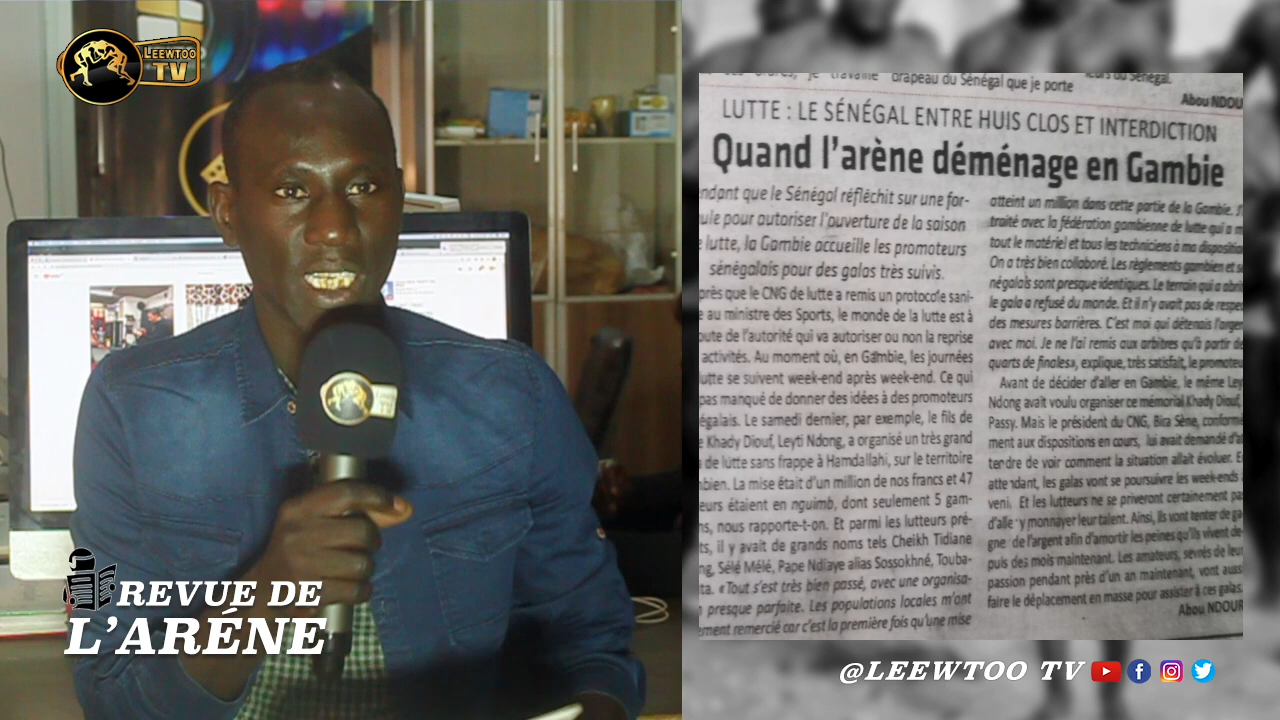 LEEWTOO
TV
REVUE DE
L'ARÉNE
drapeau du Sénégal que je porte
Abou NDOU
LUTTE : LE SÉNÉGAL ENTRE HUIS CLOS ET INTERDICTION
Quand l'arène déménage en Gambie
ndant que le Sénégal réfléchit sur une for-
ule pour autoriser l'ouverture de la saison
e lutte, la Gambie accueille les promoteurs
sénégalais pour des galas très suivis.
près que le CNG de lutte a remis un protocole sani-
e au ministre des Sports, le monde de la lutte est à
oute de l'autorité qui va autoriser ou non la reprise
activités. Au moment où, en Gambie, les journées
lutte se suivent week-end après week-end. Ce qui
pas manqué de donner des idées à des promoteurs
égalais. Le samedi dernier, par exemple, le fils de
e Khady Diouf, Leyti Ndong, a organisé un très grand
a de lutte sans frappe à Hamdallahi, sur le territoire
bien. La mise était d'un million de nos francs et 47
eurs étaient en nguimb, dont seulement 5 gam-
ns, nous rapporte-t-on. Et parmi les lutteurs pré-
ts, il y avait de grands noms tels Cheikh Tidiane
ng, Sélé Mélé, Pape Ndiaye alias Sossokhné, Touba-
ta. «Tout s'est très bien passé, avec une organisa-
n presque parfaite. Les populations locales m'ont
ement remercié car c'est la première fois qu'une mise
atteint un million dans cette partie de la Gambie. J'
traité avec la fédération gambienne de lutte qui a m
tout le matériel et tous les techniciens à ma dispositio
On a très bien collaboré. Les règlements gambien et s
négalais sont presque identiques. Le terrain qui a abri
le gala a refusé du monde. Et il n'y avait pas de respe
des mesures barrières. C'est moi qui détenais l'argen
avec moi. Je ne l'ai remis aux arbitres qu'à partir de
quarts de finales», explique, très satisfait, le promoteu
Avant de décider d'aller en Gambie, le même Ley
Ndong avait voulu organiser ce mémorial Khady Diouf,
Passy. Mais le président du CNG, Bira Sène, conformé
ment aux dispositions en cours, lui avait demandé d'a
tendre de voir comment la situation allait évoluer. E
attendant, les galas vont se poursuivre les week-ends
veni. Et les lutteurs ne se priveront certainement pa
d'alle y monnayer leur talent. Ainsi, ils vont tenter de ga
gne de l'argent afin d'amortir les peines qu'ils vivent de-
puis des mois maintenant. Les amateurs, sevrés de leur
passion pendant près d'un an maintenant, vont aussi
faire le déplacement en masse pour assister à ces galas.
Abou NDOUR
@LEEWTOO TV